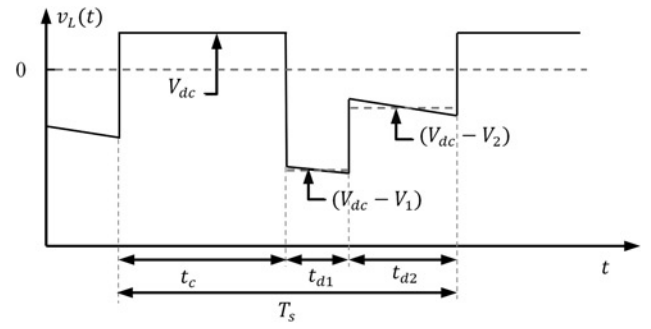 v_L(t)
0
V_dc
(V_dc − V_2)
(V_dc − V_1)
t_c
t_d1
t_d2
t
T_s